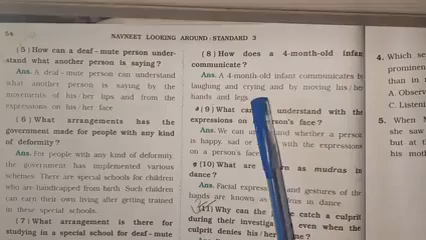 54
NAVNEET LOOKING AROUND : STANDARD 3
(5) How can a deaf-mute person under-
stand what another person is saying?
Ans. A deaf-mute person can understand
what another person is saying by the
movements of his/her lips and from the
expressions on his/her face.
(6) What arrangements has the
government made for people with any kind
of deformity?
Ans. For people with any kind of deformity,
the government has implemented various
schemes. There are special schools for children
who are handicapped from birth. Such children
can earn their own living after getting trained
in these special schools.
(7) What arrangement is there for
studying in a special school for deaf-mute
(8) How does a 4-month-old infant
communicate?
Ans. A 4-month-old infant communicates by
laughing and crying and by moving his/her
hands and legs.
(9) What can understand with the
expressions on person's face?
Ans. We can understand whether a person
is happy, sad or with the expressions
on a person's face.
(10) What are known as mudras in
dance?
Ans. Facial expressions and gestures of the
hands are known as mudras in dance.
(11) Why can the catch a culprit
during their investigation even when the
culprit denies his/her
4. Which se
prominen
than in
A. Observ
C. Listeni
5. When
she saw
but at t
his mot